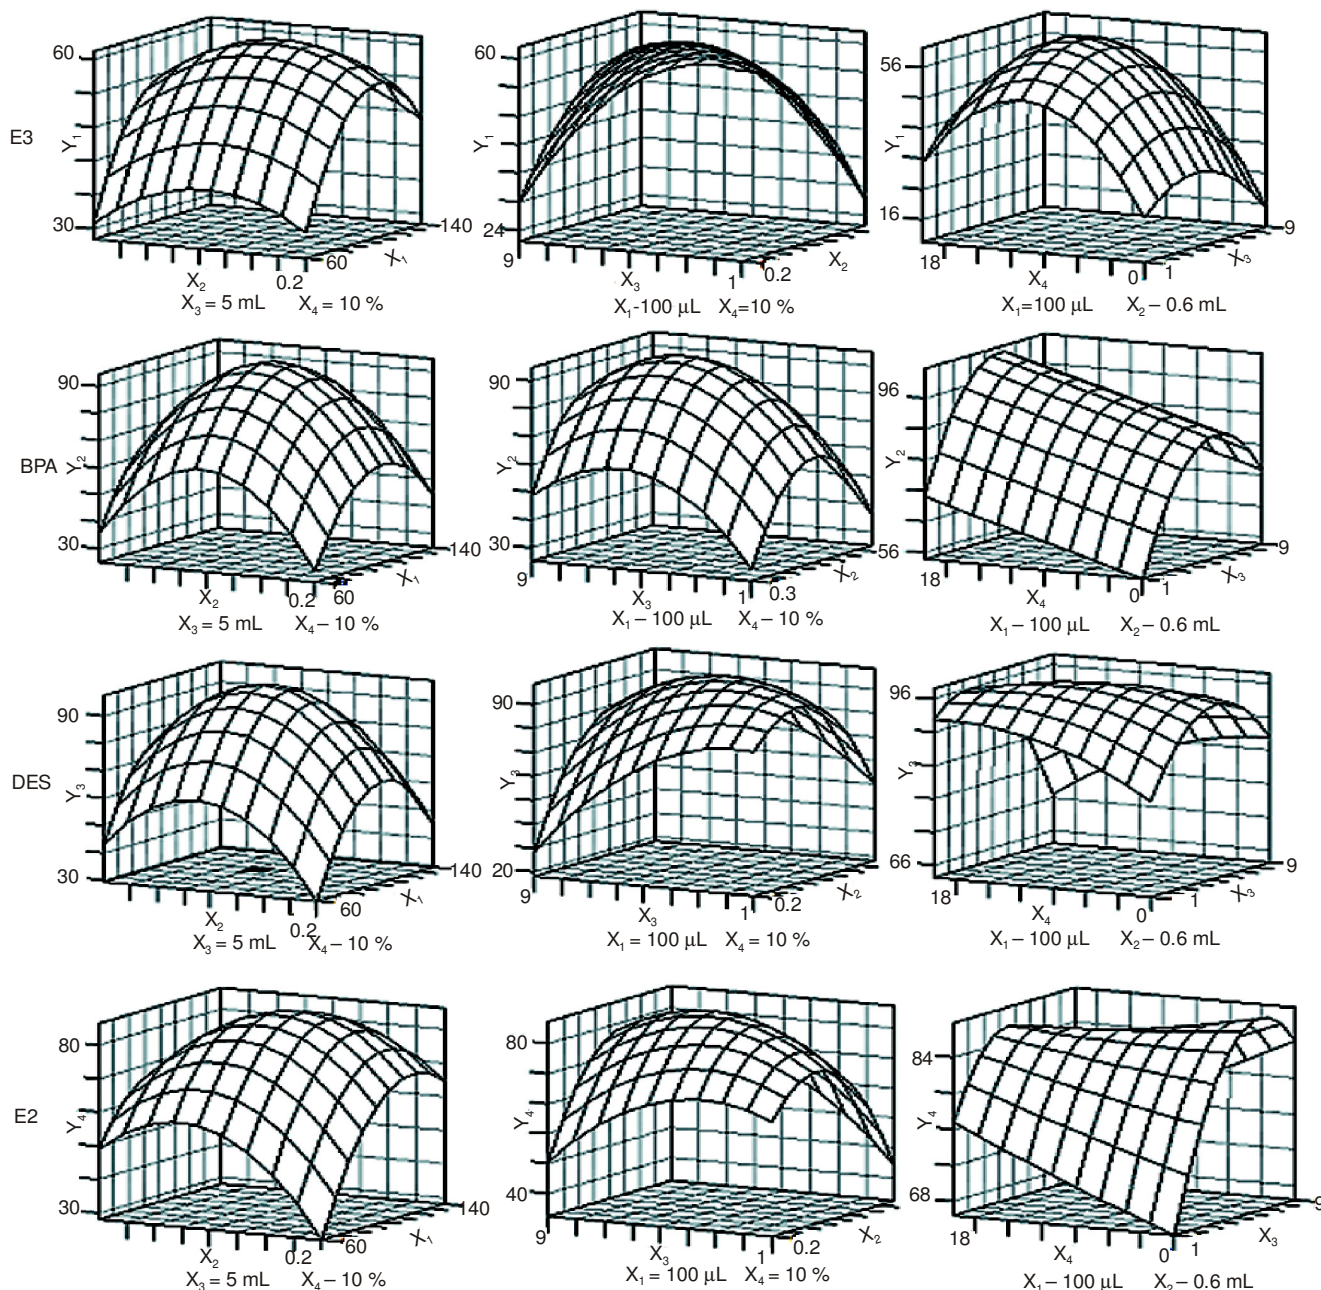 60 60 56
E3 Y₁ Y₁ Y₁
30 24 16
140 9
9 18
X₁ X₂ X₃
X₂ 0.2 60 X₃ 1 0.2 X₄ 0 1
X₃ = 5 mL X₄ = 10 % X₁-100 µL X₄=10 % X₁=100 µL X₂ – 0.6 mL
90 90 96
BPA Y₂ Y₂ Y₂
30 30 56
140 9
9 18
X₁ X₂ X₃
X₂ 0.2 60 X₃ 1 0.3 X₄ 0 1
X₃ = 5 mL X₄ – 10 % X₁ – 100 µL X₄ – 10 % X₁ – 100 µL X₂ – 0.6 mL
90 90 96
DES Y₃ Y₃ Y₃
30 20 66
140 9
9 18
X₁ X₂ X₃
X₂ 0.2 60 X₃ 1 0.2 X₄ 0 1
X₃ = 5 mL X₄ – 10 % X₁ = 100 µL X₄ = 10 % X₁ – 100 µL X₂ – 0.6 mL
80 80 84
E2 Y₄ Y₄ Y₄
30 40 68
140 9
9 18
X₁ X₂ X₃
X₂ 0.2 60 X₃ 1 0.2 X₄ 0 1
X₃ = 5 mL X₄ – 10 % X₁ = 100 µL X₄ = 10 % X₁ – 100 µL X₂ – 0.6 mL